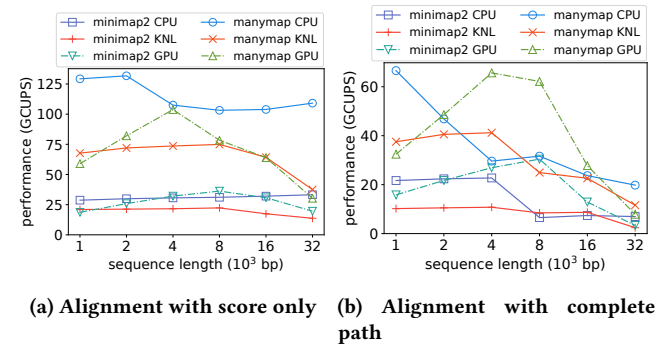 minimap2 CPU manymap CPU
minimap2 KNL manymap KNL
minimap2 GPU manymap GPU
performance (GCUPS)
125
100
75
50
25
0
1 2 4 8 16 32
sequence length (10³ bp)
(a) Alignment with score only
minimap2 CPU manymap CPU
minimap2 KNL manymap KNL
minimap2 GPU manymap GPU
performance (GCUPS)
60
40
20
0
1 2 4 8 16 32
sequence length (10³ bp)
(b) Alignment with complete
path